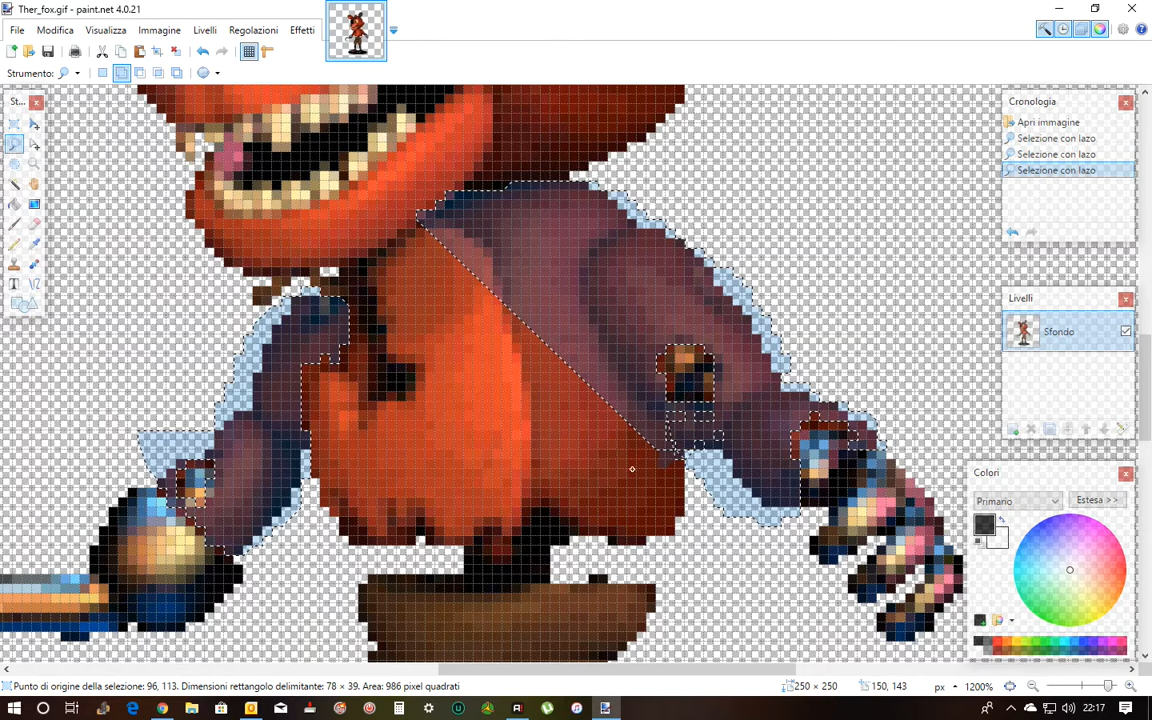 Ther_fox.gif - paint.net 4.0.21
File Modifica Visualizza Immagine Livelli Regolazioni Effetti
Strumento:
St...
T
Cronologia
Apri immagine
Selezione con lazo
Selezione con lazo
Selezione con lazo
Livelli
Sfondo
Colori
Primario
Estesa >>
Punto di origine della selezione: 96, 113. Dimensioni rettangolo delimitante: 78 × 39. Area: 986 pixel quadrati
250 × 250
150, 143
px
1200%
22:17